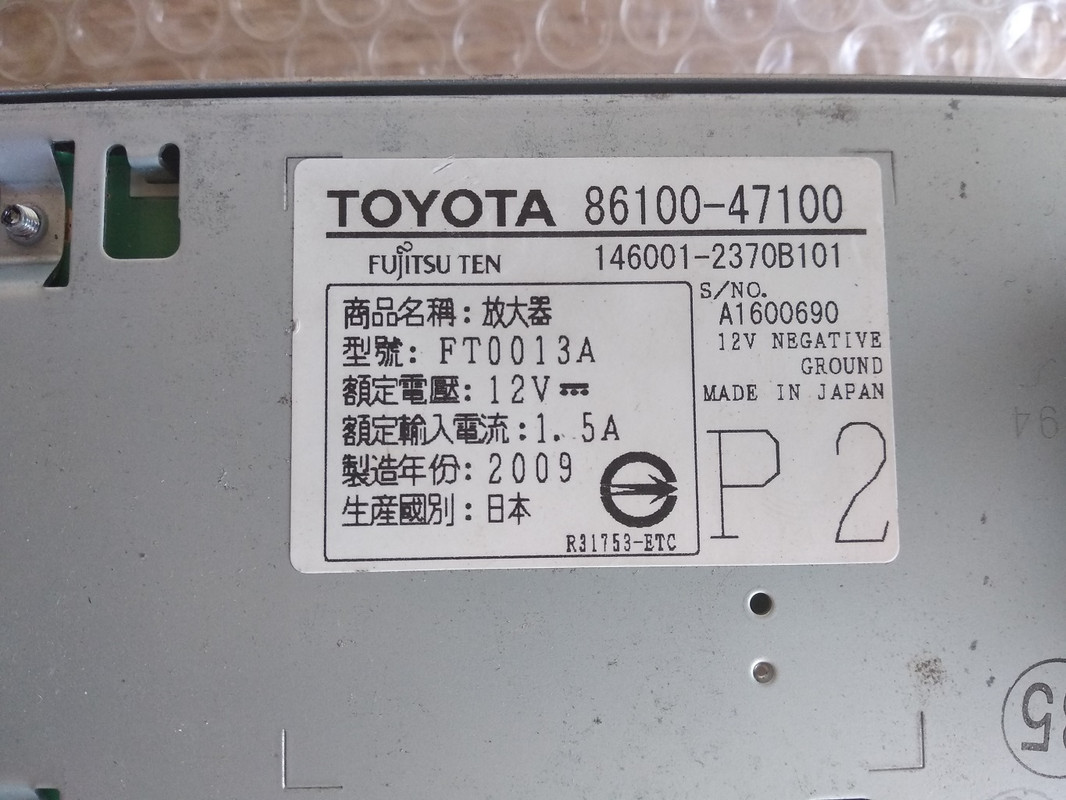 TOYOTA 86100-47100
FUJITSU TEN 146001-2370B101
商品名稱：放大器
型號：FT0013A
額定電壓：12V
額定輸入電流：1.5A
製造年份：2009
生産國別：日本
R31753-ETC
S/NO.
A1600690
12V NEGATIVE
GROUND
MADE IN JAPAN
P2
94